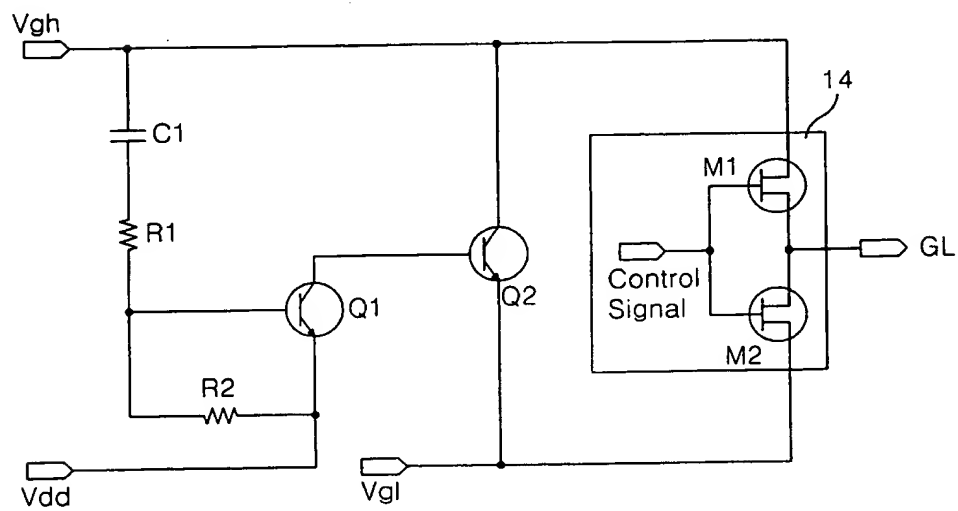 Vgh
14
C1
M1
R1
GL
Control
Signal
Q1
Q2
M2
R2
Vdd
Vgl